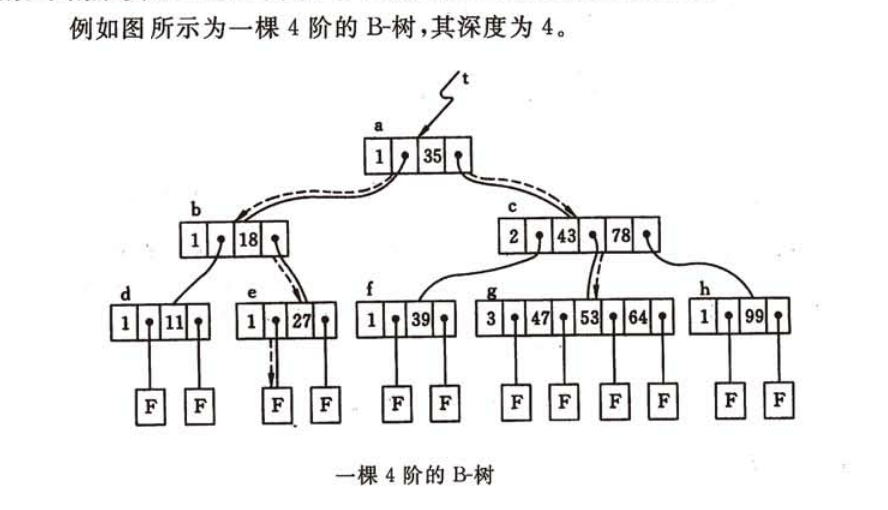 例如图所示为一棵 4 阶的 B-树,其深度为 4。
t
a
1 35
b
1 18
c
2 43 78
d
1 11
e
1 27
f
1 39
g
3 47 53 64
h
1 99
F F F F F F F F F F F F
一棵 4 阶的 B-树